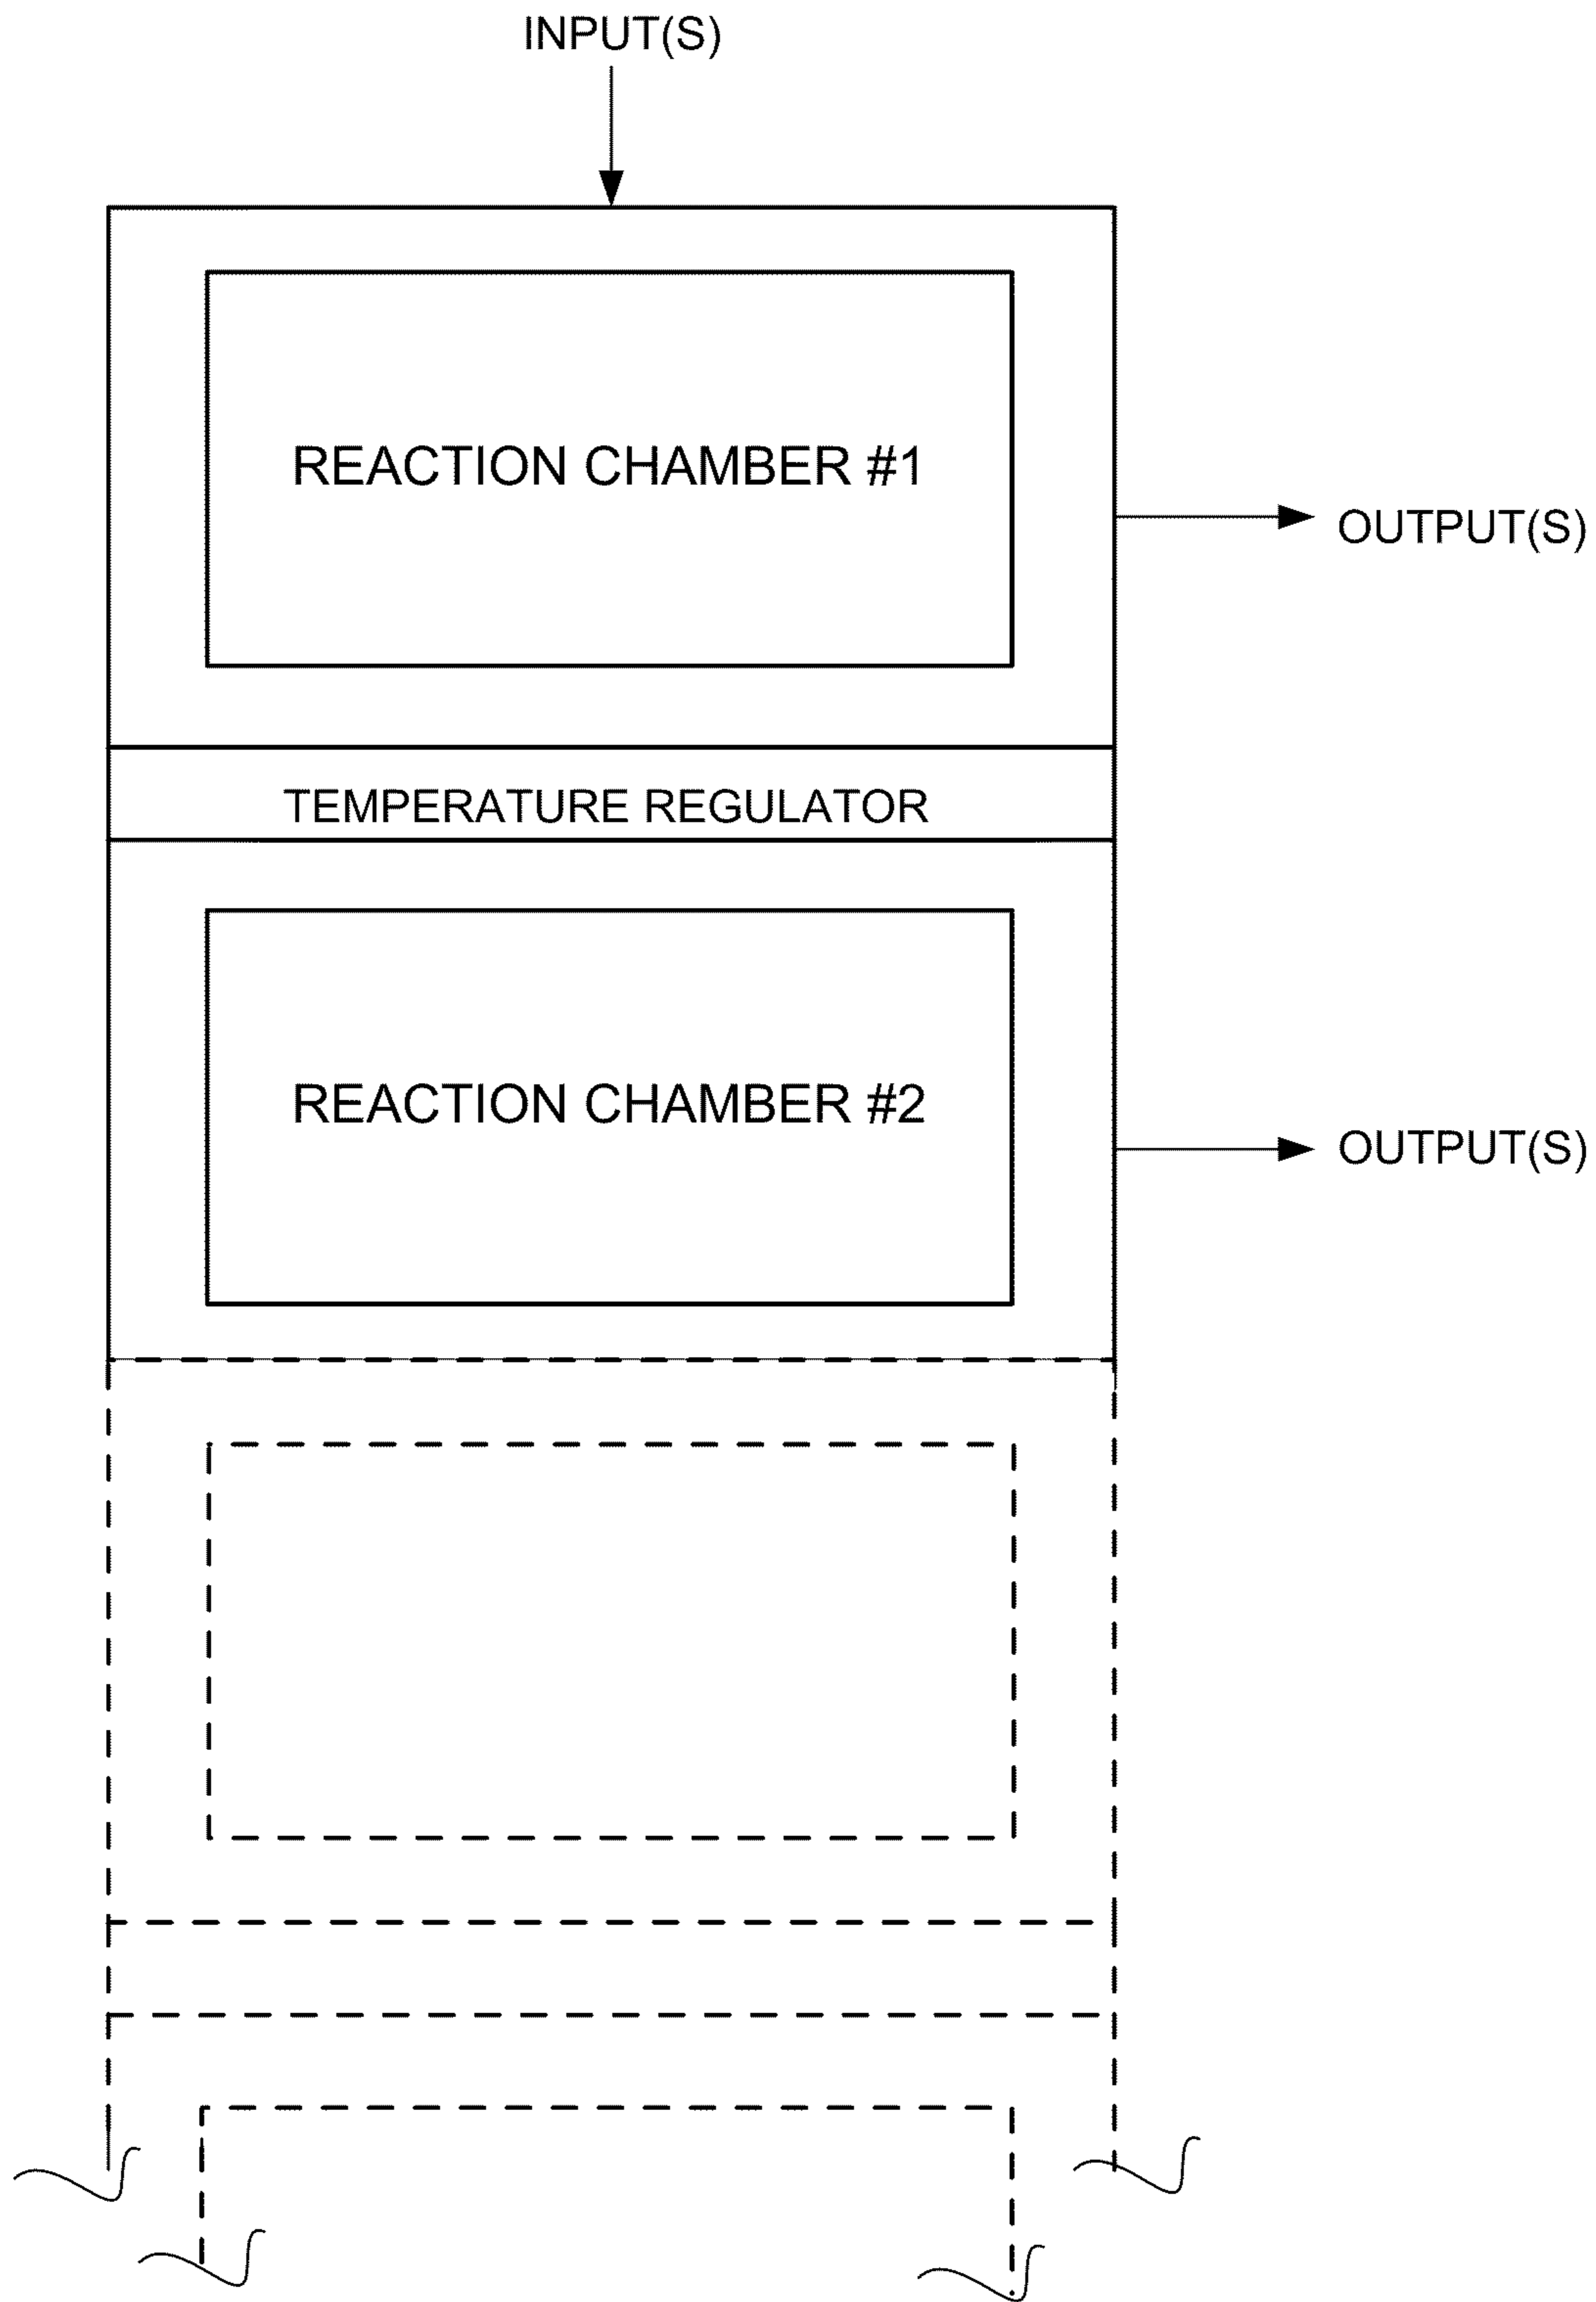 INPUT(S)
REACTION CHAMBER #1
OUTPUT(S)
TEMPERATURE REGULATOR
REACTION CHAMBER #2
OUTPUT(S)